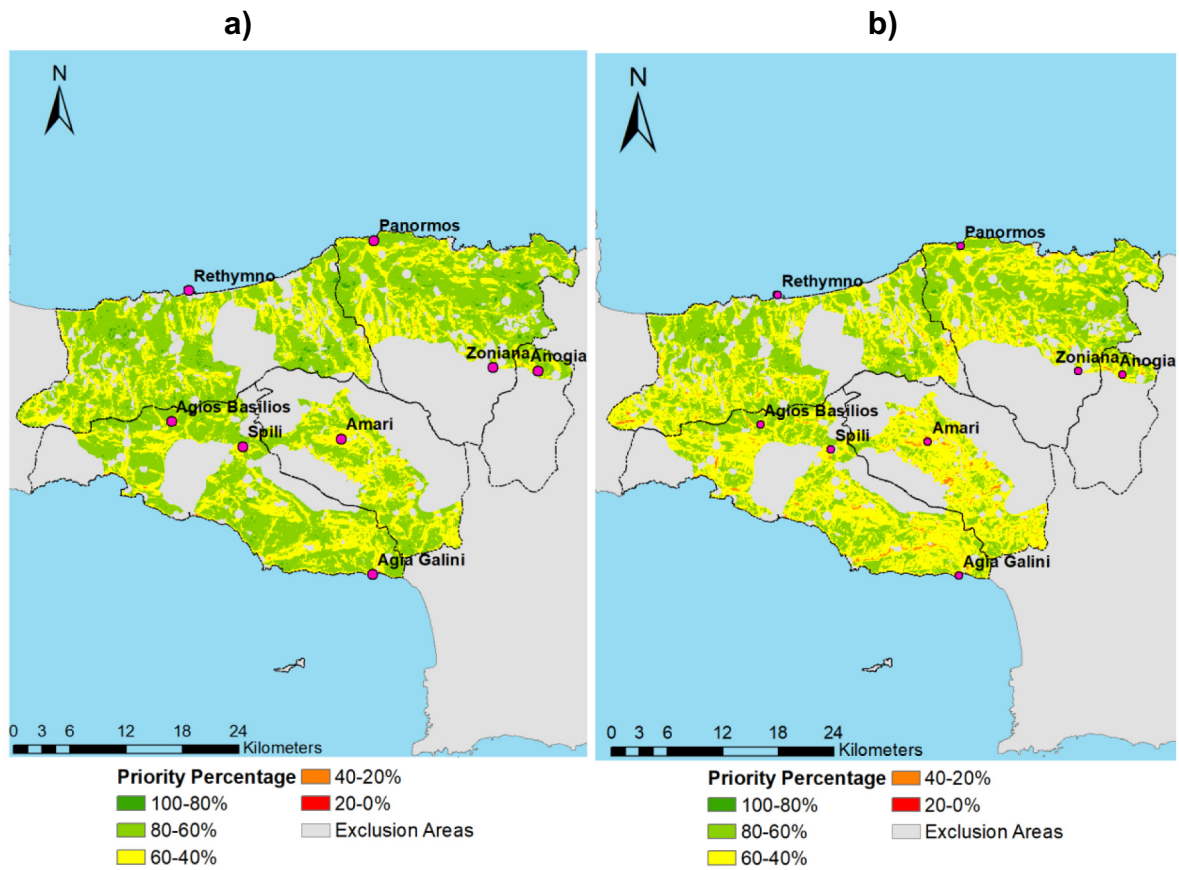 a)
N
Panormos
Rethymno
Zoniana
Anogia
Agios Basilios
Spili
Amari
Agia Galini
0 3 6 12 18 24
Kilometers
Priority Percentage
100-80%
80-60%
60-40%
40-20%
20-0%
Exclusion Areas
b)
N
Panormos
Rethymno
Zoniana
Anogia
Agios Basilios
Spili
Amari
Agia Galini
0 3 6 12 18 24
Kilometers
Priority Percentage
100-80%
80-60%
60-40%
40-20%
20-0%
Exclusion Areas